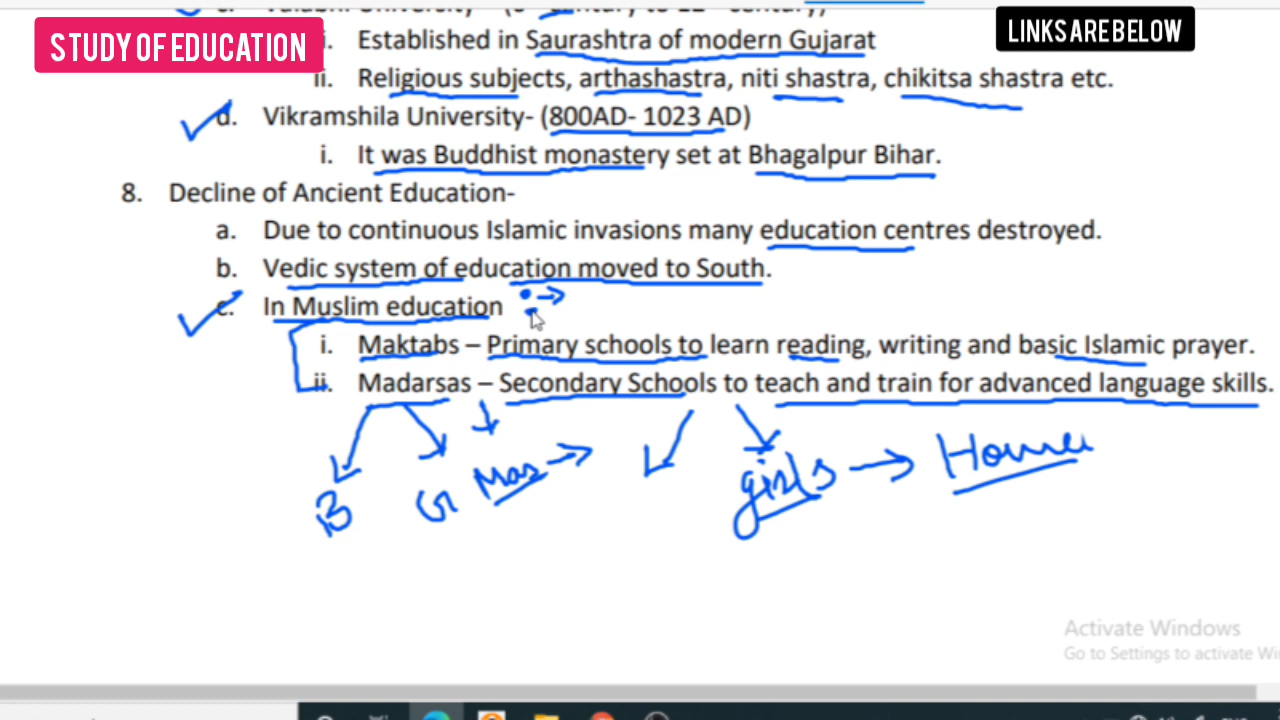 STUDY OF EDUCATION
LINKS ARE BELOW
i. Established in Saurashtra of modern Gujarat
ii. Religious subjects, arthashastra, niti shastra, chikitsa shastra etc.
d. Vikramshila University- (800AD- 1023 AD)
i. It was Buddhist monastery set at Bhagalpur Bihar.
8. Decline of Ancient Education-
a. Due to continuous Islamic invasions many education centres destroyed.
b. Vedic system of education moved to South.
c. In Muslim education
i. Maktabs – Primary schools to learn reading, writing and basic Islamic prayer.
ii. Madarsas – Secondary Schools to teach and train for advanced language skills.
B G girls → Home
Activate Windows
Go to Settings to activate